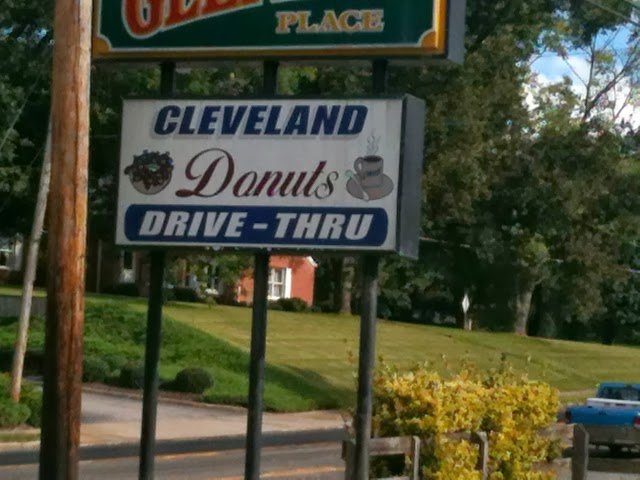 PLACE
CLEVELAND
Donuts
DRIVE-THRU